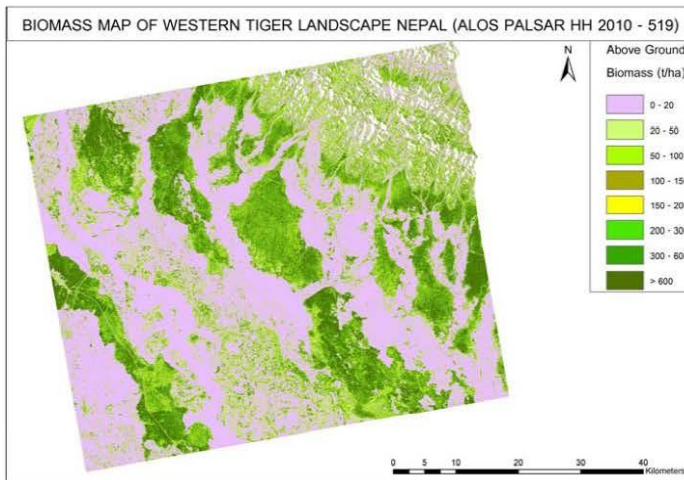 BIOMASS MAP OF WESTERN TIGER LANDSCAPE NEPAL (ALOS PALSAR HH 2010 - 519)
N
Above Ground
Biomass (t/ha)
0 - 20
20 - 50
50 - 100
100 - 15
150 - 20
200 - 30
300 - 60
> 600
0 5 10 20 30 40
Kilometers